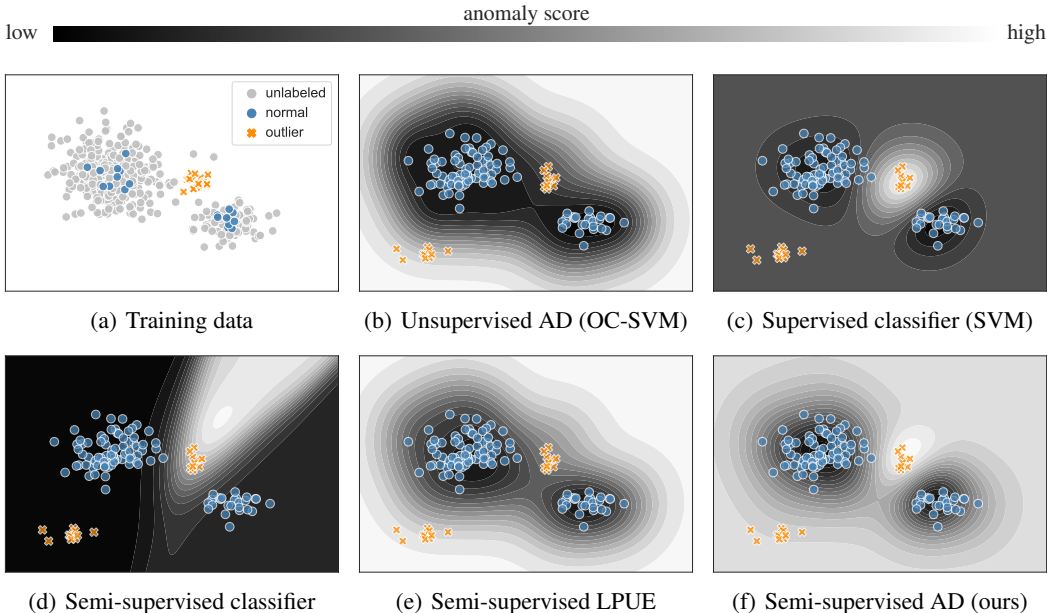 anomaly score
low high
unlabeled
normal
outlier
(a) Training data
(b) Unsupervised AD (OC-SVM)
(c) Supervised classifier (SVM)
(d) Semi-supervised classifier
(e) Semi-supervised LPUE
(f) Semi-supervised AD (ours)